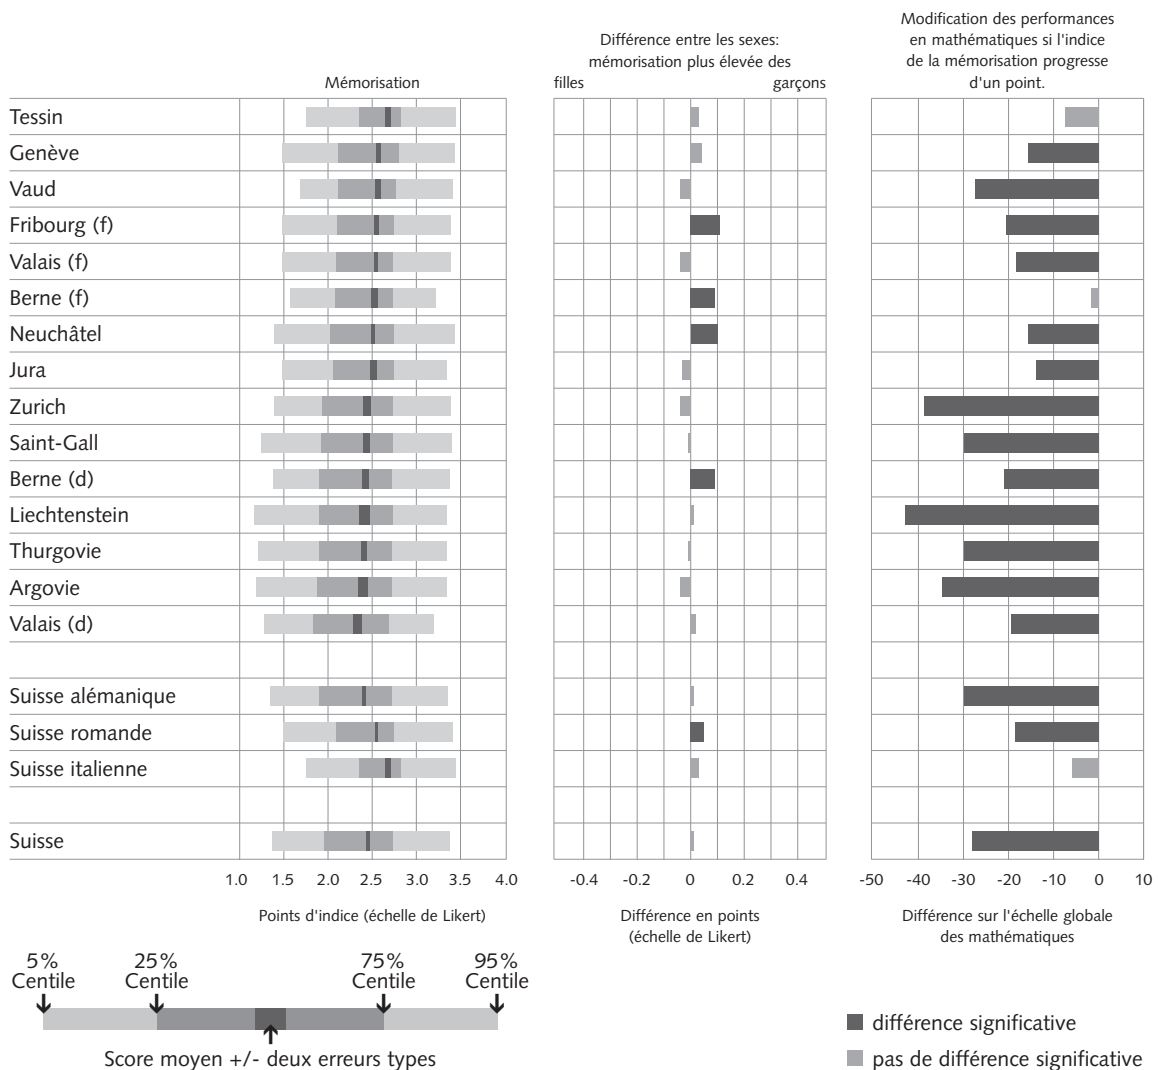 Modification des performances
en mathématiques si l'indice
de la mémorisation progresse
d'un point.
Différence entre les sexes:
mémorisation plus élevée des
filles garçons
Mémorisation
Tessin
Genève
Vaud
Fribourg (f)
Valais (f)
Berne (f)
Neuchâtel
Jura
Zurich
Saint-Gall
Berne (d)
Liechtenstein
Thurgovie
Argovie
Valais (d)
Suisse alémanique
Suisse romande
Suisse italienne
Suisse
1.0 1.5 2.0 2.5 3.0 3.5 4.0
-0.4 -0.2 0 0.2 0.4
-50 -40 -30 -20 -10 0 10
Points d'indice (échelle de Likert)
Différence en points
(échelle de Likert)
Différence sur l'échelle globale
des mathématiques
5% 25% 75% 95%
Centile Centile Centile Centile
Score moyen +/- deux erreurs types
différence significative
pas de différence significative